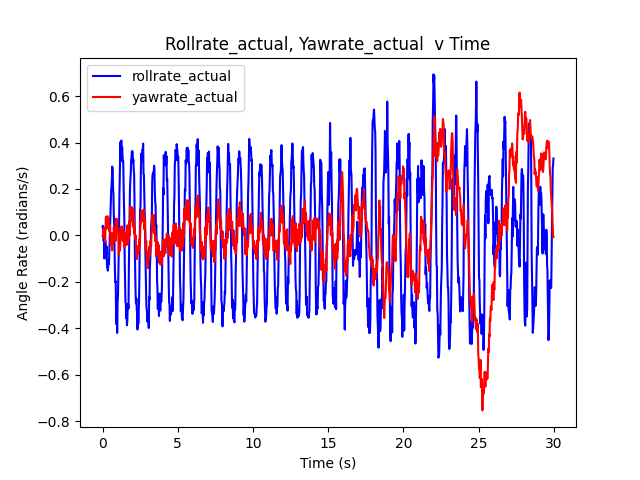 Rollrate_actual, Yawrate_actual  v Time
rollrate_actual
yawrate_actual
Angle Rate (radians/s)
0.6
0.4
0.2
0.0
−0.2
−0.4
−0.6
−0.8
0 5 10 15 20 25 30
Time (s)